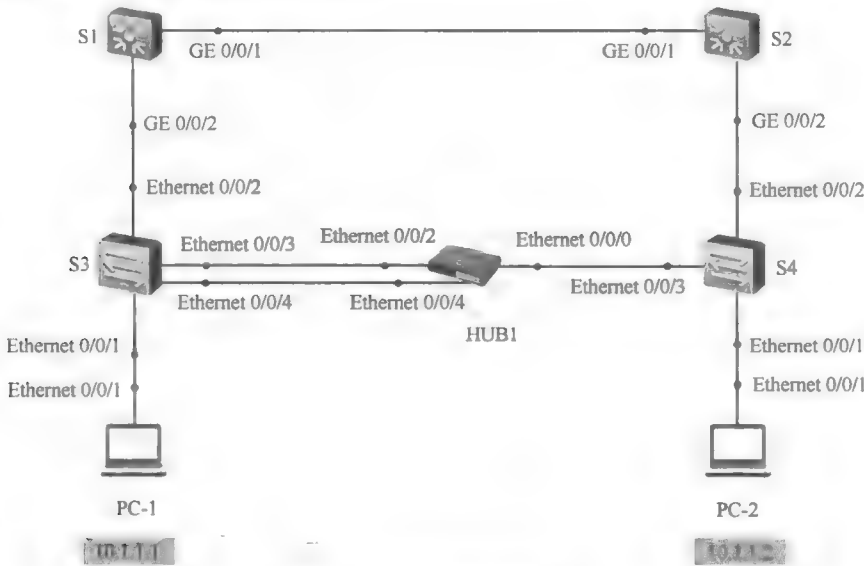 S1
GE 0/0/1
GE 0/0/1
S2
GE 0/0/2
GE 0/0/2
Ethernet 0/0/2
Ethernet 0/0/2
S3
Ethernet 0/0/3
Ethernet 0/0/2
Ethernet 0/0/0
S4
Ethernet 0/0/4
Ethernet 0/0/4
Ethernet 0/0/3
HUB1
Ethernet 0/0/1
Ethernet 0/0/1
Ethernet 0/0/1
Ethernet 0/0/1
PC-1
PC-2